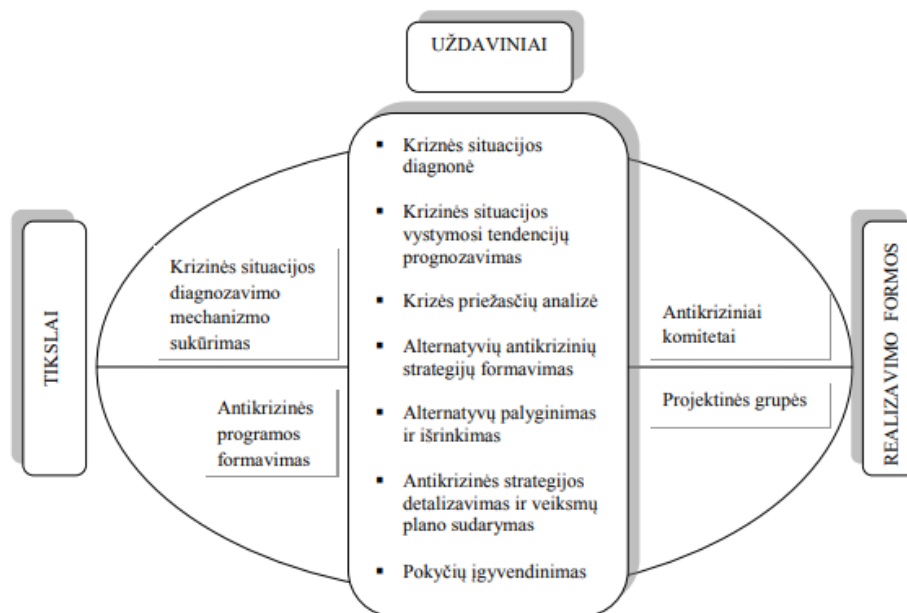 UŽDAVINIAI
TIKSLAI
Krizinės situacijos
diagnozavimo
mechanizmo
sukūrimas
Antikrizinės
programos
formavimas
▪ Kriznės situacijos
diagnonė
▪ Krizinės situacijos
vystymosi tendencijų
prognozavimas
▪ Krizės priežasčių analizė
▪ Alternatyvių antikrizinių
strategijų formavimas
▪ Alternatyvų palyginimas
ir išrinkimas
▪ Antikrizinės strategijos
detalizavimas ir veiksmų
plano sudarymas
▪ Pokyčių įgyvendinimas
Antikriziniai
komitetai
Projektinės grupės
REALIZAVIMO FORMOS